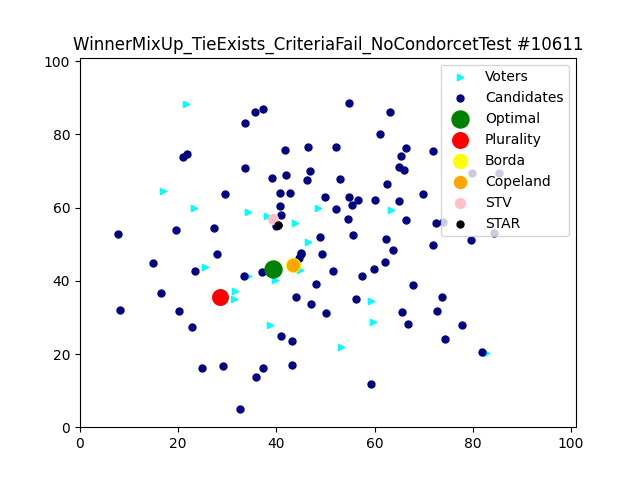 WinnerMixUp_TieExists_CriteriaFail_NoCondorcetTest #10611
100
80
60
40
20
0
0 20 40 60 80 100
Voters
Candidates
Optimal
Plurality
Borda
Copeland
STV
STAR